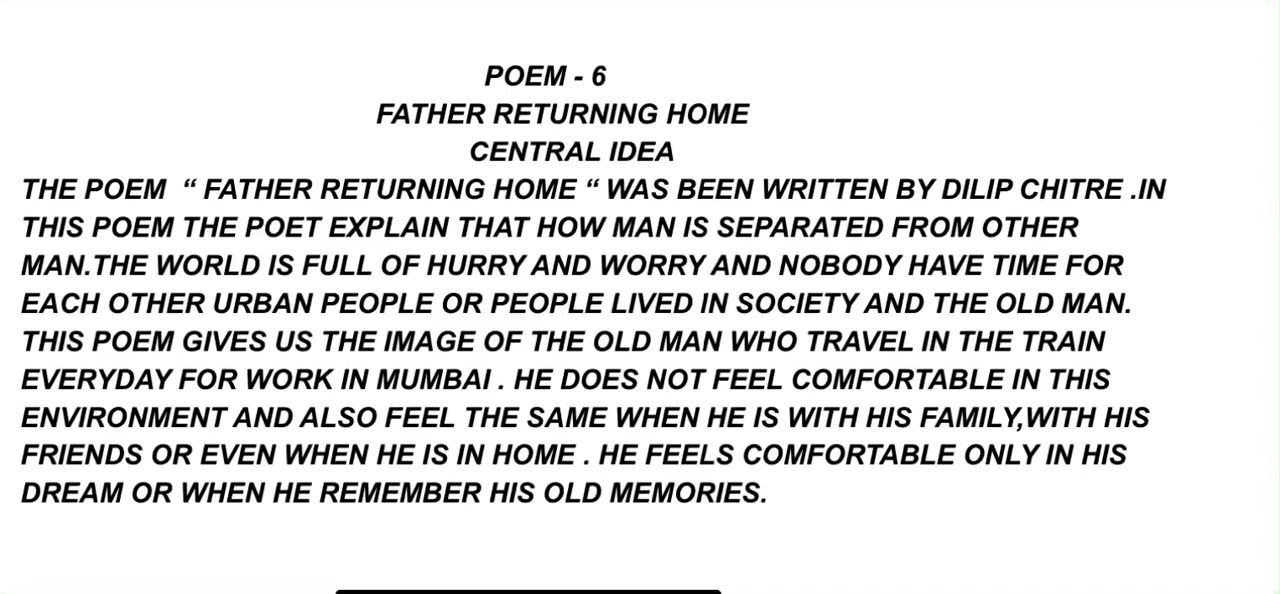 POEM - 6
FATHER RETURNING HOME
CENTRAL IDEA
THE POEM “ FATHER RETURNING HOME “ WAS BEEN WRITTEN BY DILIP CHITRE .IN
THIS POEM THE POET EXPLAIN THAT HOW MAN IS SEPARATED FROM OTHER
MAN.THE WORLD IS FULL OF HURRY AND WORRY AND NOBODY HAVE TIME FOR
EACH OTHER URBAN PEOPLE OR PEOPLE LIVED IN SOCIETY AND THE OLD MAN.
THIS POEM GIVES US THE IMAGE OF THE OLD MAN WHO TRAVEL IN THE TRAIN
EVERYDAY FOR WORK IN MUMBAI . HE DOES NOT FEEL COMFORTABLE IN THIS
ENVIRONMENT AND ALSO FEEL THE SAME WHEN HE IS WITH HIS FAMILY,WITH HIS
FRIENDS OR EVEN WHEN HE IS IN HOME . HE FEELS COMFORTABLE ONLY IN HIS
DREAM OR WHEN HE REMEMBER HIS OLD MEMORIES.